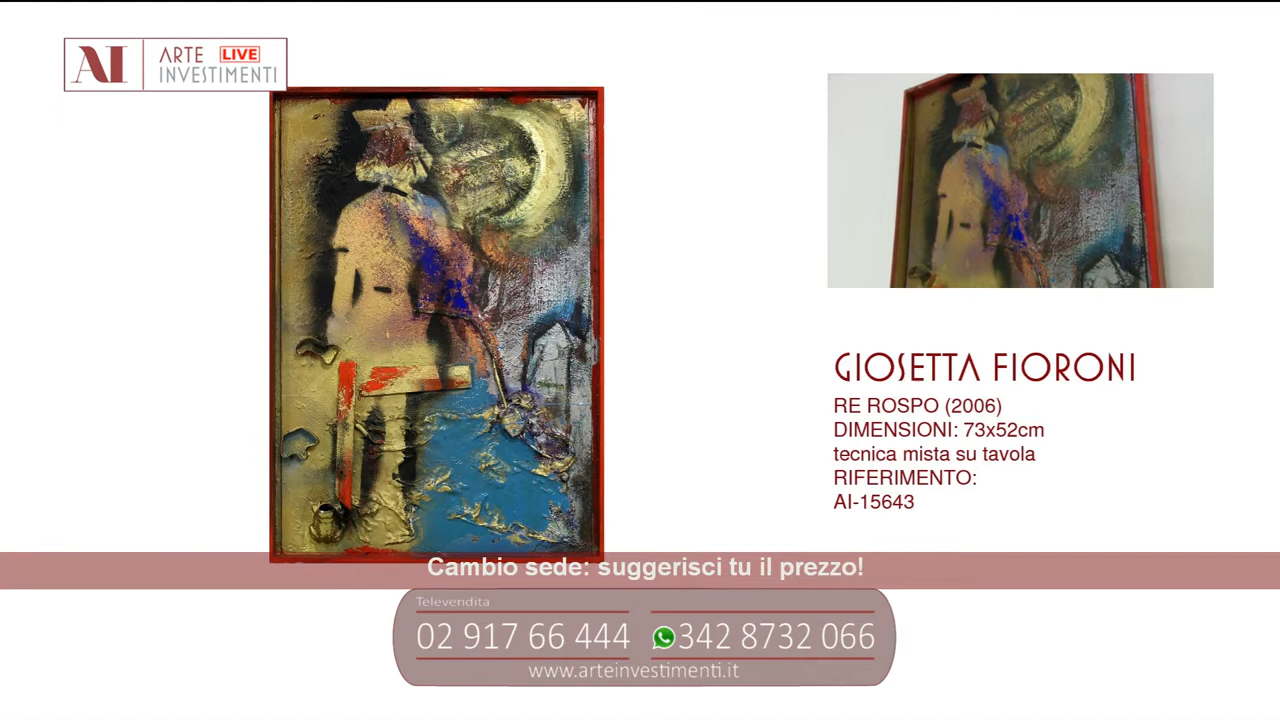 AI ARTE LIVE
INVESTIMENTI
GIOSETTA FIORONI
RE ROSPO (2006)
DIMENSIONI: 73x52cm
tecnica mista su tavola
RIFERIMENTO:
AI-15643
Cambio sede: suggerisci tu il prezzo!
Televendita
02 917 66 444 342 8732 066
www.arteinvestimenti.it